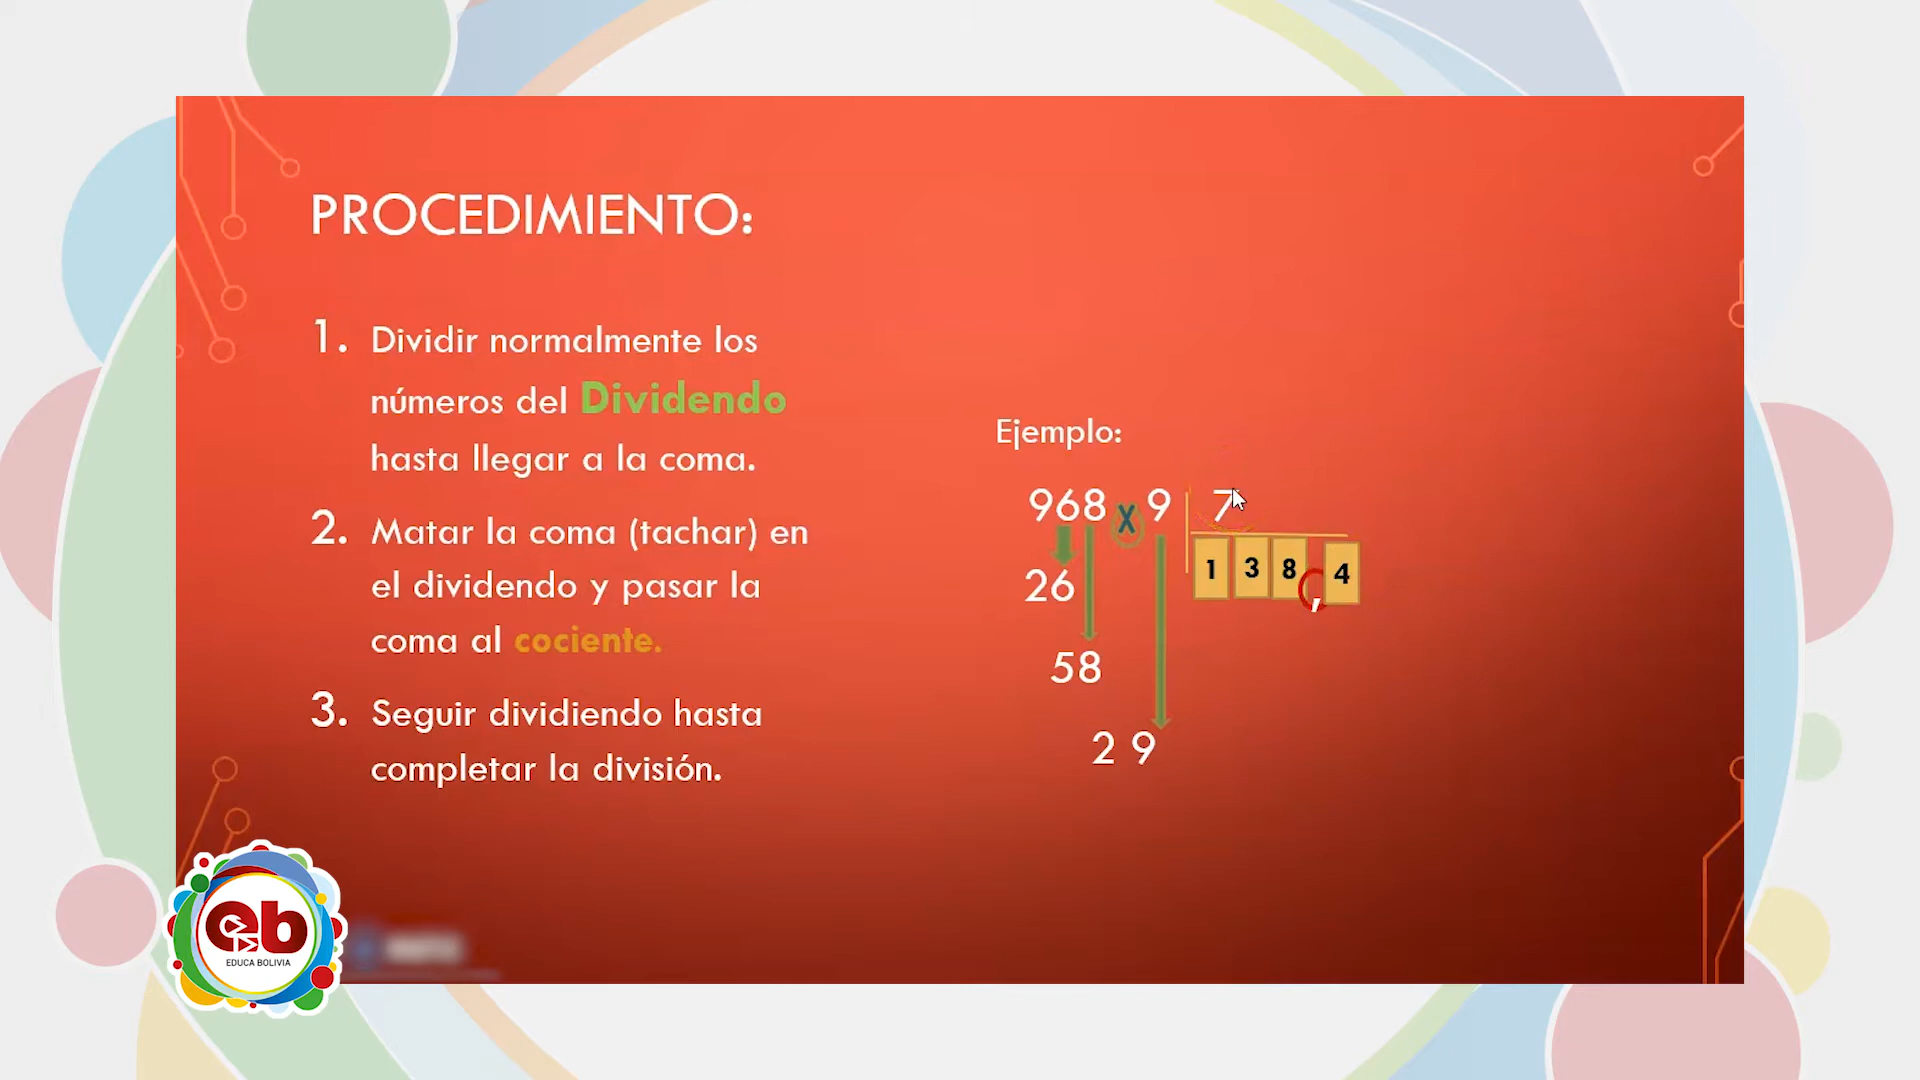 PROCEDIMIENTO:
1. Dividir normalmente los
números del Dividendo
hasta llegar a la coma.
2. Matar la coma (tachar) en
el dividendo y pasar la
coma al cociente.
3. Seguir dividiendo hasta
completar la división.
Ejemplo:
968 x 9 7
1 3 8 , 4
26
58
2 9
eb
EDUCA BOLIVIA